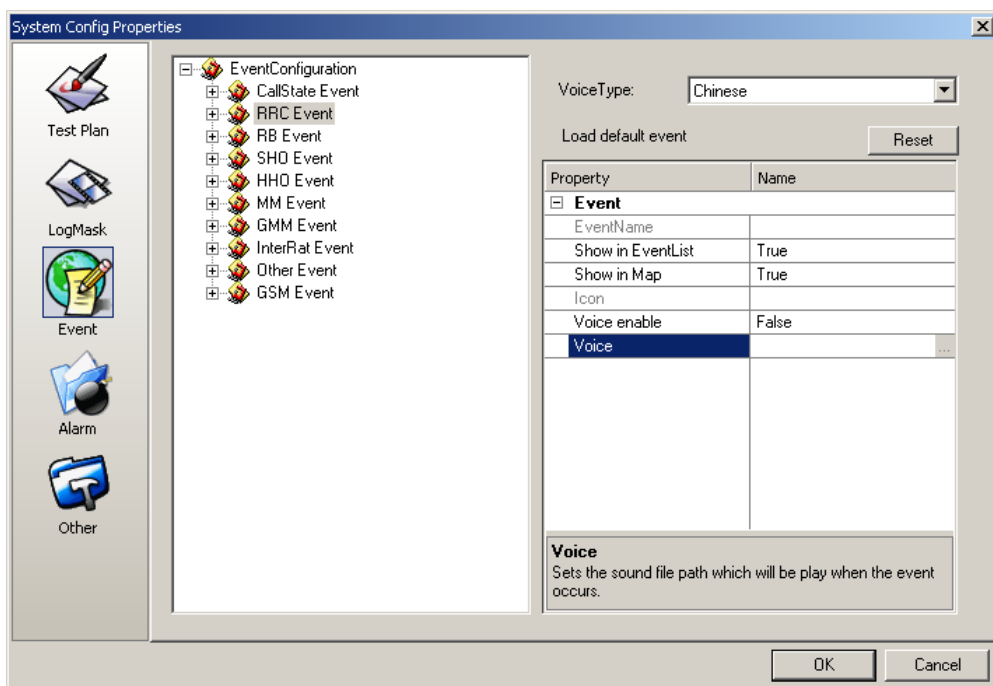 System Config Properties
Test Plan
LogMask
Event
Alarm
Other
EventConfiguration
CallState Event
RRC Event
RB Event
SHO Event
HHO Event
MM Event
GMM Event
InterRat Event
Other Event
GSM Event
VoiceType: Chinese
Load default event Reset
Property Name
Event
EventName
Show in EventList True
Show in Map True
Icon
Voice enable False
Voice ...
Voice
Sets the sound file path which will be play when the event
occurs.
OK Cancel